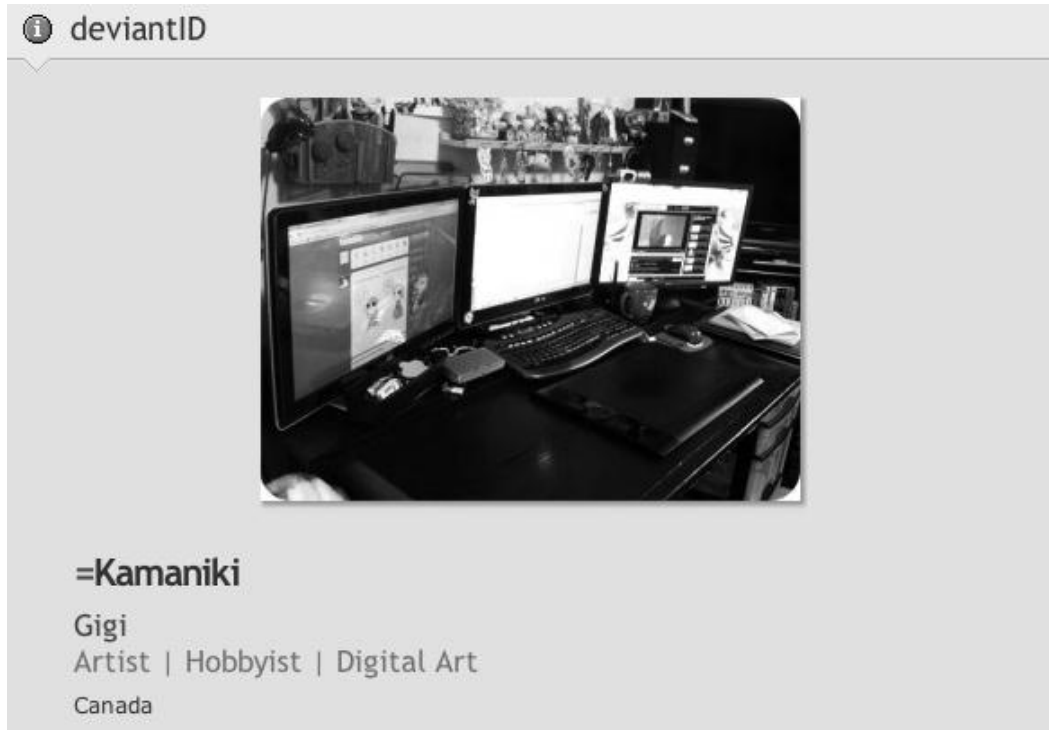 deviantID
=Kamaniki
Gigi
Artist | Hobbyist | Digital Art
Canada